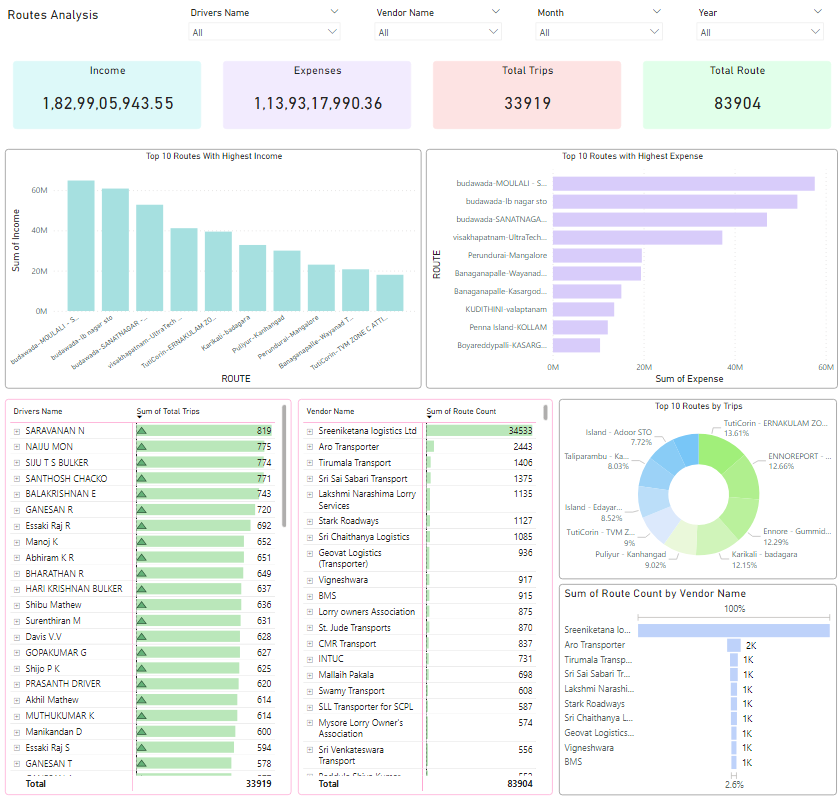 Routes Analysis
Drivers Name
Vendor Name
Month
Year
All
All
All
All
Income
Expenses
Total Trips
Total Route
1,82,99,05,943.55
1,13,93,17,990.36
33919
83904
Top 10 Routes With Highest Income
Sum of Income
60M
40M
20M
0M
budawada-MOULALI - S...
budawada-lb nagar sto
budawada-SANATNAGAR -...
visakhapatnam-UltraTech ...
TutiCorin-ERNAKULAM ZO...
Karikali-badagara
Puliyur-Kanhangad
Perundurai-Mangalore
Banaganapalle-Wayanad T...
TutiCorin-TVM ZONE C ATTI...
ROUTE
Top 10 Routes with Highest Expense
ROUTE
budawada-MOULALI - S...
budawada-lb nagar sto
budawada-SANATNAGA...
visakhapatnam-UltraTech...
Perundurai-Mangalore
Banaganapalle-Wayanad...
Banaganapalle-Kasargod...
KUDITHINI-valaptanam
Penna Island-KOLLAM
Boyareddypalli-KASARG...
0M
20M
40M
60M
Sum of Expense
Drivers Name
Sum of Total Trips
SARAVANAN N
819
NAIJU MON
775
SIJU T S BULKER
774
SANTHOSH CHACKO
771
BALAKRISHNAN E
743
GANESAN R
720
Essaki Raj R
692
Manoj K
652
Abhiram K R
651
BHARATHAN R
649
HARI KRISHNAN BULKER
637
Shibu Mathew
636
Surenthiran M
631
Davis V.V
628
GOPAKUMAR G
627
Shijo P K
625
PRASANTH DRIVER
620
Akhil Mathew
614
MUTHUKUMAR K
614
Manikandan D
600
Essaki Raj S
594
GANESAN T
578
Total
33919
Vendor Name
Sum of Route Count
Sreeniketana logistics Ltd
34533
Aro Transporter
2443
Tirumala Transport
1406
Sri Sai Sabari Transport
1375
Lakshmi Narashima Lorry
Services
1135
Stark Roadways
1127
Sri Chaithanya Logistics
1085
Geovat Logistics
(Transporter)
936
Vigneshwara
917
BMS
915
Lorry owners Association
875
St. Jude Transports
870
CMR Transport
837
INTUC
731
Mallaih Pakala
698
Swamy Transport
608
SLL Transporter for SCPL
587
Mysore Lorry Owner's
Association
574
Sri Venkateswara
Transport
556
Total
83904
Top 10 Routes by Trips
TutiCorin - ERNAKULAM ZO...
13.61%
ENNOREPORT - ...
12.66%
Ennore - Gummid...
12.29%
Karikali - badagara
12.15%
Puliyur - Kanhangad
9.02%
TutiCorin - TVM Z...
9%
Island - Edayar...
8.52%
Taliparambu - Ka...
8.03%
Island - Adoor STO
7.72%
Sum of Route Count by Vendor Name
100%
Sreeniketana lo...
Aro Transporter
2K
Tirumala Transp...
1K
Sri Sai Sabari Tr...
1K
Lakshmi Narashi...
1K
Stark Roadways
1K
Sri Chaithanya L...
1K
Geovat Logistics...
1K
Vigneshwara
1K
BMS
1K
2.6%